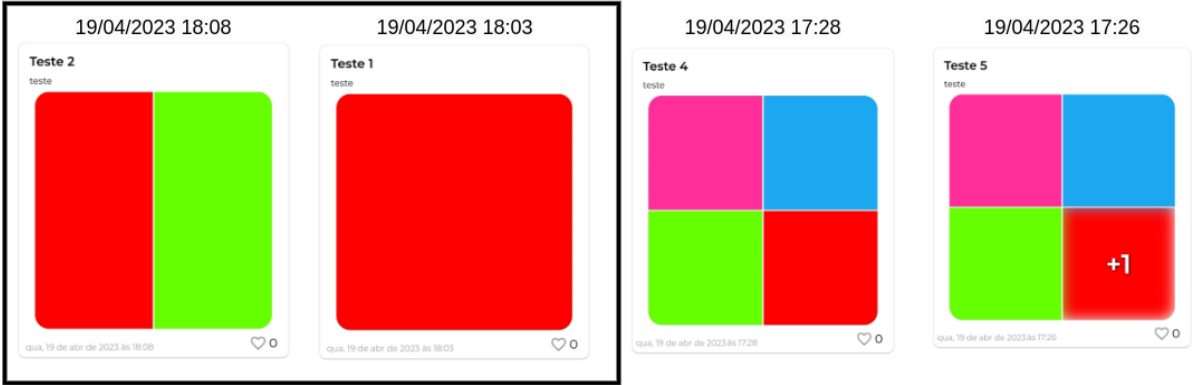 19/04/2023 18:08
Teste 2
teste
qua, 19 de abr de 2023 às 18:08
0
19/04/2023 18:03
Teste 1
teste
qua, 19 de abr de 2023 às 18:03
0
19/04/2023 17:28
Teste 4
teste
qua, 19 de abr de 2023 às 17:28
0
19/04/2023 17:26
Teste 5
teste
+1
qua, 19 de abr de 2023 às 17:26
0